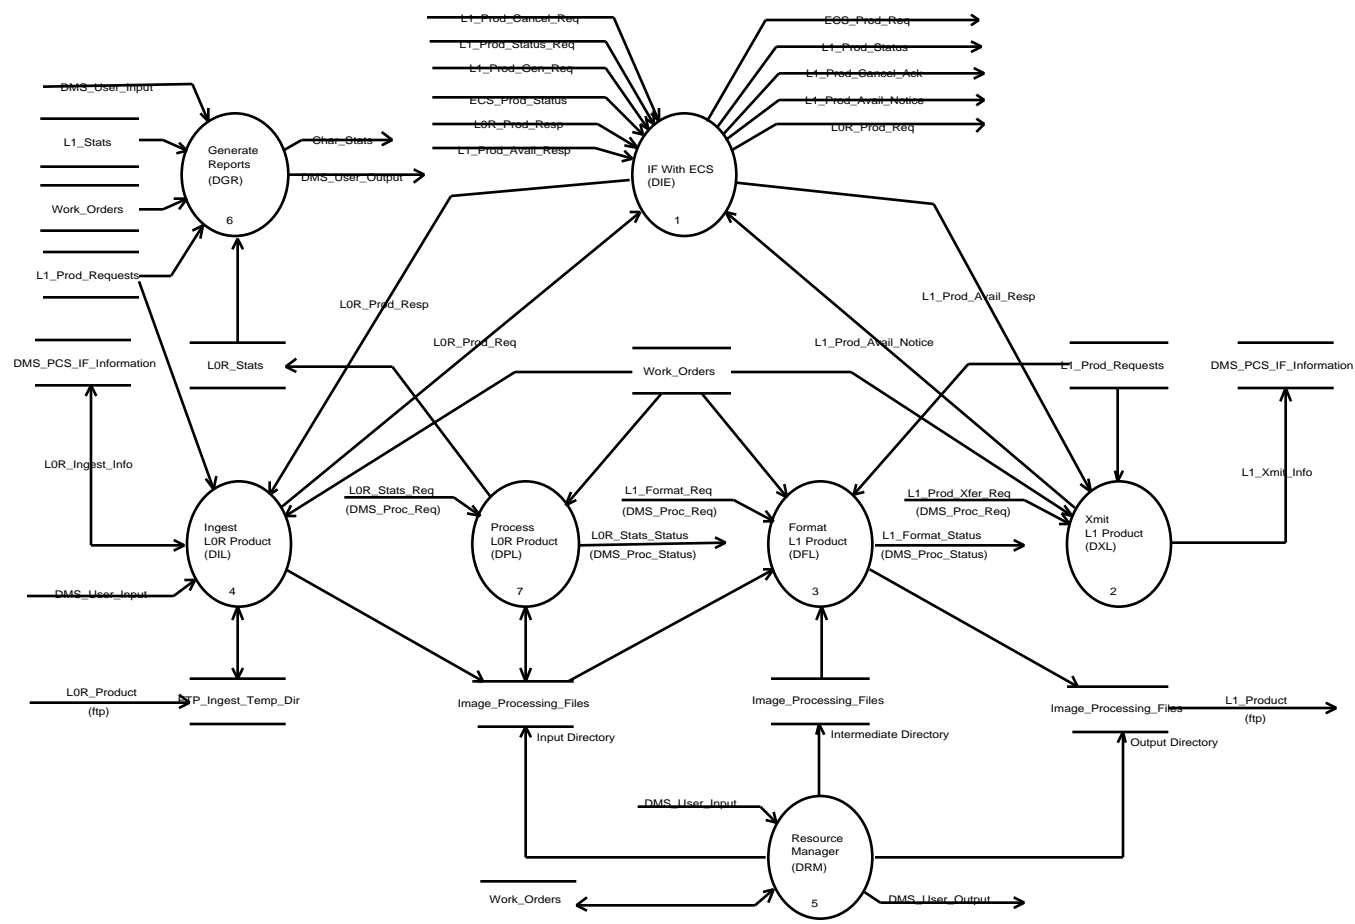 L1_Prod_Cancel_Req
ECS_Prod_Req
L1_Prod_Status_Req
L1_Prod_Status
L1_Prod_Gen_Req
L1_Prod_Cancel_Ack
DMS_User_Input
ECS_Prod_Status
L1_Prod_Avail_Notice
L0R_Prod_Resp
L0R_Prod_Req
L1_Stats
Char_Stats
L1_Prod_Avail_Resp
Generate
Reports
(DGR)
6
DMS_User_Output
IF With ECS
(DIE)
1
Work_Orders
L1_Prod_Requests
L0R_Prod_Resp
L1_Prod_Avail_Resp
L0R_Prod_Req
L1_Prod_Avail_Notice
DMS_PCS_IF_Information
L0R_Stats
Work_Orders
L1_Prod_Requests
DMS_PCS_IF_Information
L0R_Ingest_Info
L1_Xmit_Info
L0R_Stats_Req
(DMS_Proc_Req)
L1_Format_Req
(DMS_Proc_Req)
L1_Prod_Xfer_Req
(DMS_Proc_Req)
Ingest
L0R Product
(DIL)
4
Process
L0R Product
(DPL)
7
L0R_Stats_Status
(DMS_Proc_Status)
Format
L1_Product
(DFL)
3
L1_Format_Status
(DMS_Proc_Status)
Xmit
L1 Product
(DXL)
2
DMS_User_Input
L0R_Product
(ftp)
FTP_Ingest_Temp_Dir
Image_Processing_Files
Input Directory
Image_Processing_Files
Intermediate Directory
Image_Processing_Files
Output Directory
L1_Product
(ftp)
DMS_User_Input
Resource
Manager
(DRM)
5
Work_Orders
DMS_User_Output